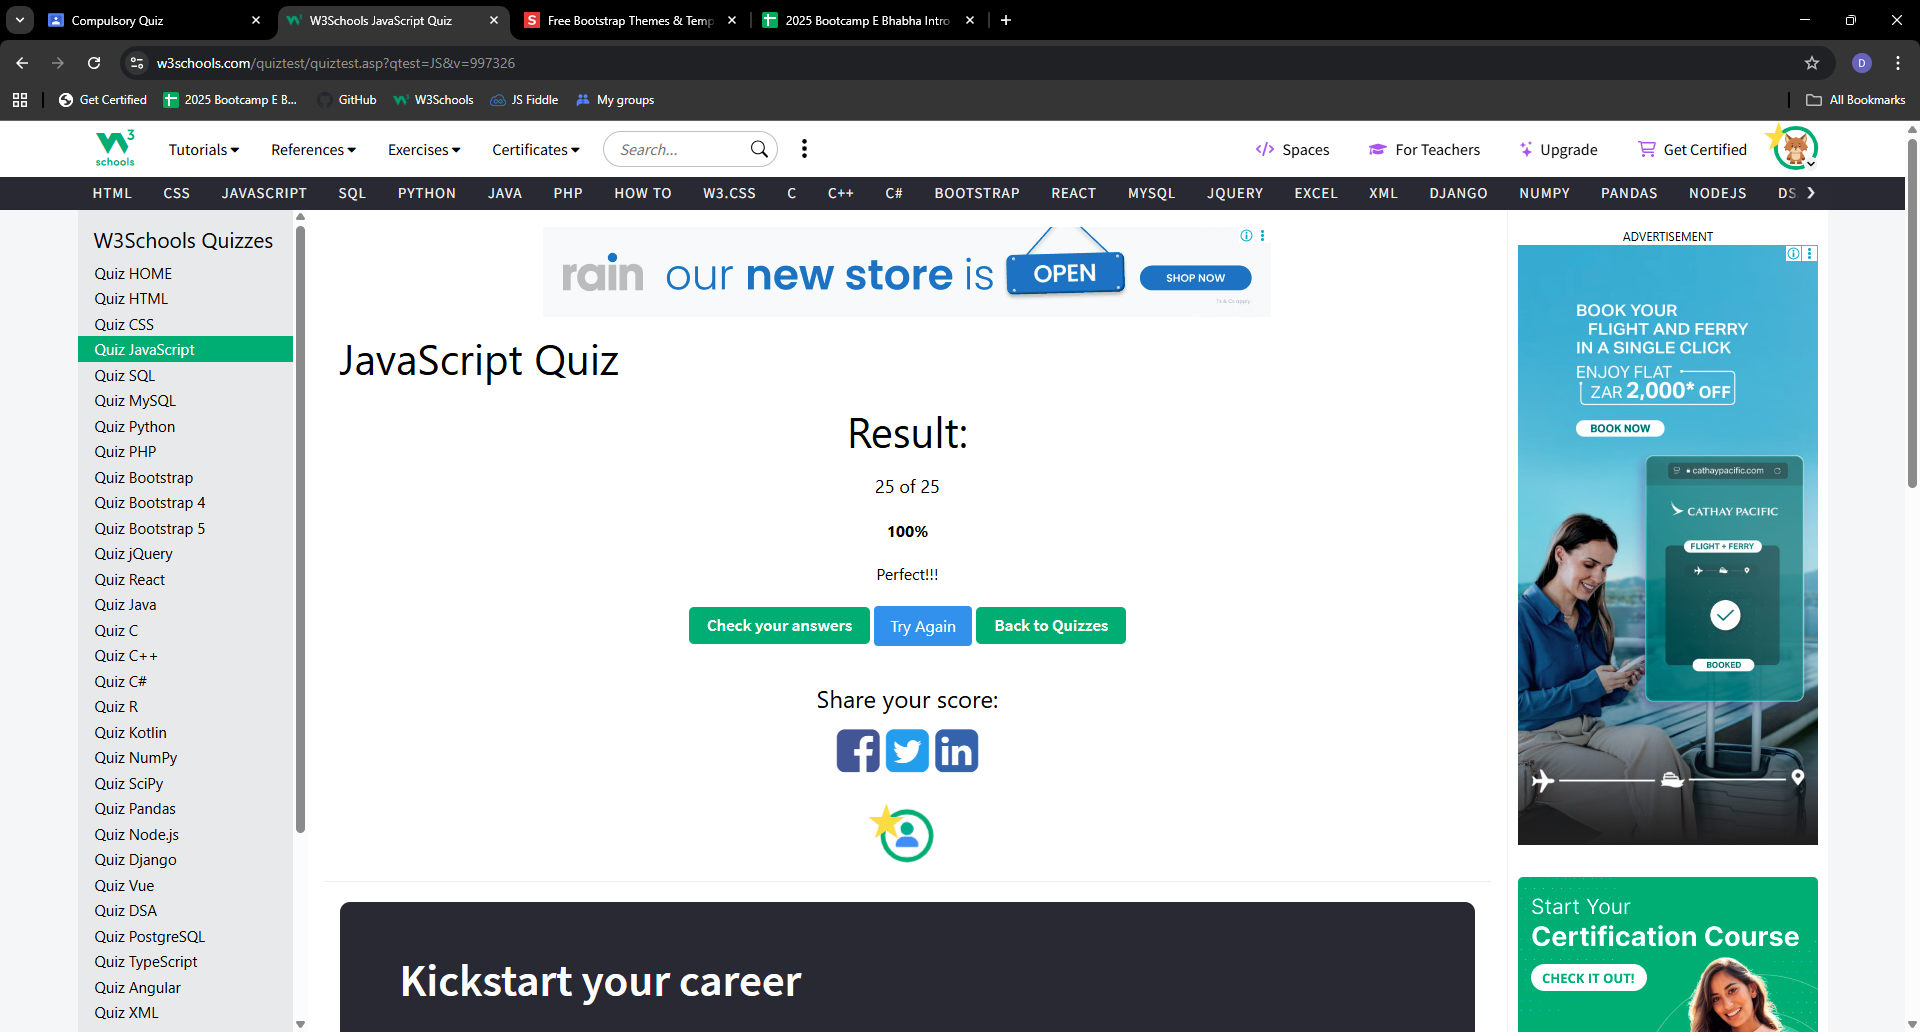 Compulsory Quiz
W3Schools JavaScript Quiz
Free Bootstrap Themes & Temp
2025 Bootcamp E Bhabha Intro
w3schools.com/quiztest/quiztest.asp?qtest=JS&v=997326
D
Get Certified
2025 Bootcamp E B...
GitHub
W3Schools
JS Fiddle
My groups
All Bookmarks
W3 schools
Tutorials
References
Exercises
Certificates
Search...
Spaces
For Teachers
Upgrade
Get Certified
HTML CSS JAVASCRIPT SQL PYTHON JAVA PHP HOW TO W3.CSS C C++ C# BOOTSTRAP REACT MYSQL JQUERY EXCEL XML DJANGO NUMPY PANDAS NODEJS DS
W3Schools Quizzes
Quiz HOME
Quiz HTML
Quiz CSS
Quiz JavaScript
Quiz SQL
Quiz MySQL
Quiz Python
Quiz PHP
Quiz Bootstrap
Quiz Bootstrap 4
Quiz Bootstrap 5
Quiz jQuery
Quiz React
Quiz Java
Quiz C
Quiz C++
Quiz C#
Quiz R
Quiz Kotlin
Quiz NumPy
Quiz SciPy
Quiz Pandas
Quiz Node.js
Quiz Django
Quiz Vue
Quiz DSA
Quiz PostgreSQL
Quiz TypeScript
Quiz Angular
Quiz XML
rain our new store is OPEN SHOP NOW
JavaScript Quiz
Result:
25 of 25
100%
Perfect!!!
Check your answers
Try Again
Back to Quizzes
Share your score:
Kickstart your career
ADVERTISEMENT
BOOK YOUR
FLIGHT AND FERRY
IN A SINGLE CLICK
ENJOY FLAT
ZAR 2,000* OFF
BOOK NOW
cathaypacific.com
CATHAY PACIFIC
FLIGHT + FERRY
BOOKED
Start Your
Certification Course
CHECK IT OUT!